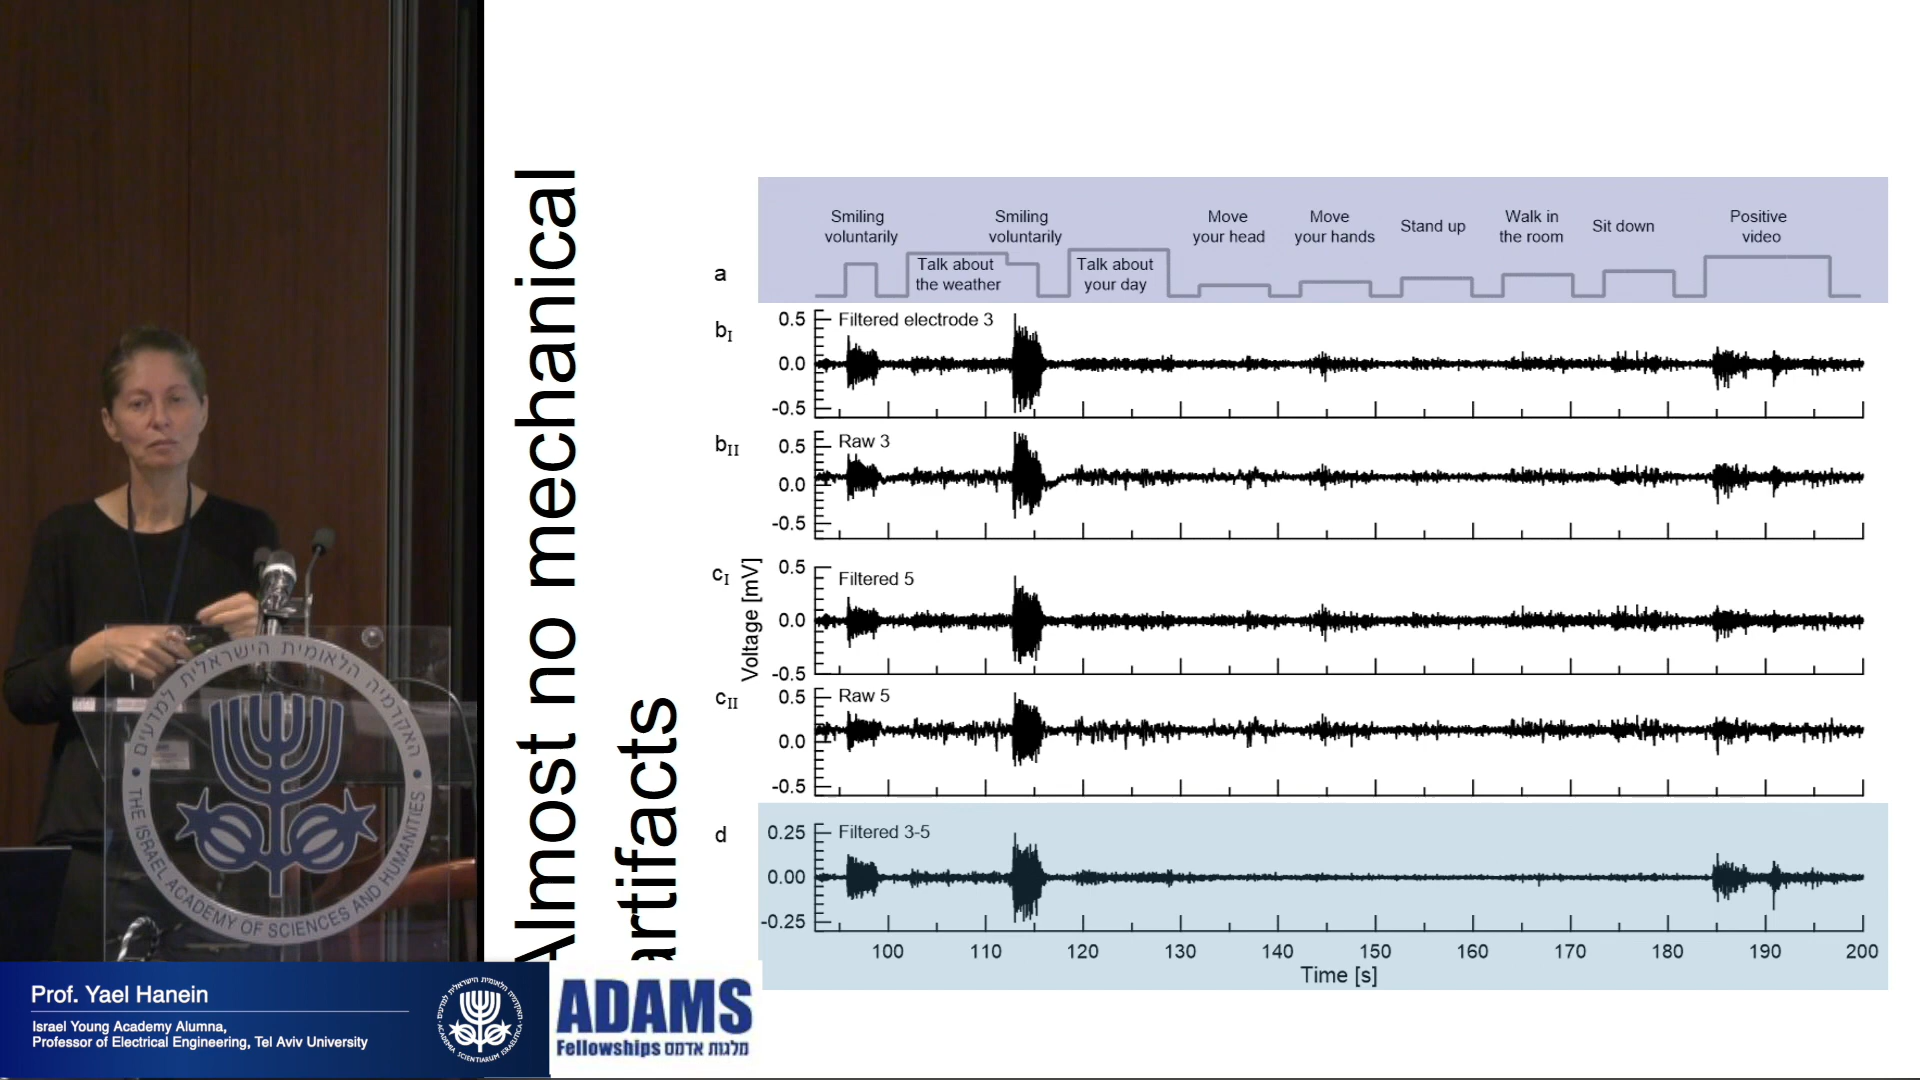 Almost no mechanical
artifacts
Smiling
voluntarily
Smiling
voluntarily
Move
your head
Move
your hands
Stand up
Walk in
the room
Sit down
Positive
video
a
Talk about
the weather
Talk about
your day
bI
0.5
Filtered electrode 3
0.0
-0.5
bII
0.5
Raw 3
0.0
-0.5
Voltage [mV]
cI
0.5
Filtered 5
0.0
-0.5
cII
0.5
Raw 5
0.0
-0.5
d
0.25
Filtered 3-5
0.00
-0.25
100 110 120 130 140 150 160 170 180 190 200
Time [s]
האקדמיה הלאומית הישראלית למדעים
THE ISRAEL ACADEMY OF SCIENCES AND HUMANITIES
Prof. Yael Hanein
Israel Young Academy Alumna,
Professor of Electrical Engineering, Tel Aviv University
ADAMS
Fellowships מלגות אדמס